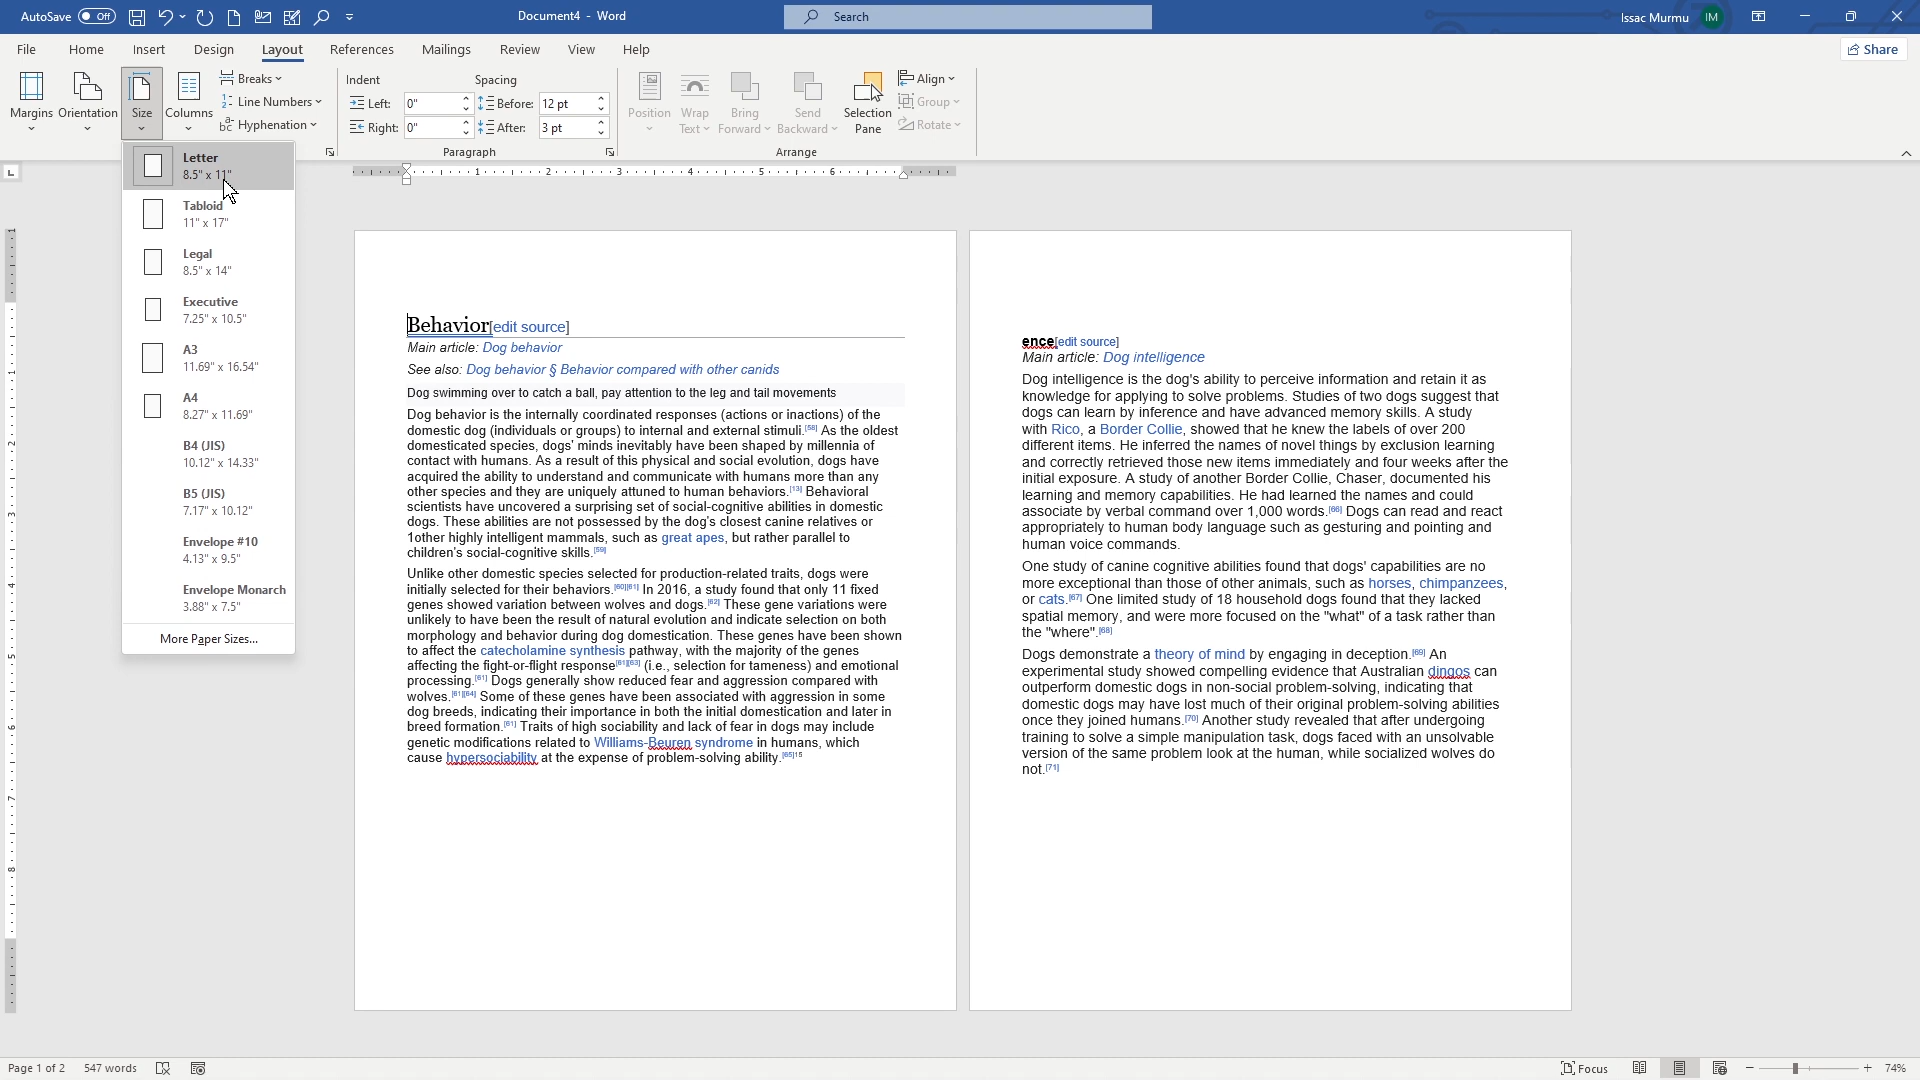 AutoSave Off
Document4 - Word
Search
Issac Murmu IM
File Home Insert Design Layout References Mailings Review View Help
Share
Margins Orientation Size Columns
Breaks
Line Numbers
Hyphenation
Indent
Left: 0"
Right: 0"
Spacing
Before: 12 pt
After: 3 pt
Paragraph
Position
Wrap Text
Bring Forward
Send Backward
Selection Pane
Align
Group
Rotate
Arrange
Letter
8.5" x 11"
Tabloid
11" x 17"
Legal
8.5" x 14"
Executive
7.25" x 10.5"
A3
11.69" x 16.54"
A4
8.27" x 11.69"
B4 (JIS)
10.12" x 14.33"
B5 (JIS)
7.17" x 10.12"
Envelope #10
4.13" x 9.5"
Envelope Monarch
3.88" x 7.5"
More Paper Sizes...
1 2 3 4 5 6
Behavior[edit source]
Main article: Dog behavior
See also: Dog behavior § Behavior compared with other canids
Dog swimming over to catch a ball, pay attention to the leg and tail movements
Dog behavior is the internally coordinated responses (actions or inactions) of the
domestic dog (individuals or groups) to internal and external stimuli.[58] As the oldest
domesticated species, dogs' minds inevitably have been shaped by millennia of
contact with humans. As a result of this physical and social evolution, dogs have
acquired the ability to understand and communicate with humans more than any
other species and they are uniquely attuned to human behaviors.[13] Behavioral
scientists have uncovered a surprising set of social-cognitive abilities in domestic
dogs. These abilities are not possessed by the dog's closest canine relatives or
1other highly intelligent mammals, such as great apes, but rather parallel to
children's social-cognitive skills.[59]
Unlike other domestic species selected for production-related traits, dogs were
initially selected for their behaviors.[60][61] In 2016, a study found that only 11 fixed
genes showed variation between wolves and dogs.[62] These gene variations were
unlikely to have been the result of natural evolution and indicate selection on both
morphology and behavior during dog domestication. These genes have been shown
to affect the catecholamine synthesis pathway, with the majority of the genes
affecting the fight-or-flight response[61][63] (i.e., selection for tameness) and emotional
processing.[61] Dogs generally show reduced fear and aggression compared with
wolves.[61][64] Some of these genes have been associated with aggression in some
dog breeds, indicating their importance in both the initial domestication and later in
breed formation.[61] Traits of high sociability and lack of fear in dogs may include
genetic modifications related to Williams-Beuren syndrome in humans, which
cause hypersociability at the expense of problem-solving ability.[65]15
ence[edit source]
Main article: Dog intelligence
Dog intelligence is the dog's ability to perceive information and retain it as
knowledge for applying to solve problems. Studies of two dogs suggest that
dogs can learn by inference and have advanced memory skills. A study
with Rico, a Border Collie, showed that he knew the labels of over 200
different items. He inferred the names of novel things by exclusion learning
and correctly retrieved those new items immediately and four weeks after the
initial exposure. A study of another Border Collie, Chaser, documented his
learning and memory capabilities. He had learned the names and could
associate by verbal command over 1,000 words.[66] Dogs can read and react
appropriately to human body language such as gesturing and pointing and
human voice commands.
One study of canine cognitive abilities found that dogs' capabilities are no
more exceptional than those of other animals, such as horses, chimpanzees,
or cats.[67] One limited study of 18 household dogs found that they lacked
spatial memory, and were more focused on the "what" of a task rather than
the "where".[68]
Dogs demonstrate a theory of mind by engaging in deception.[69] An
experimental study showed compelling evidence that Australian dingos can
outperform domestic dogs in non-social problem-solving, indicating that
domestic dogs may have lost much of their original problem-solving abilities
once they joined humans.[70] Another study revealed that after undergoing
training to solve a simple manipulation task, dogs faced with an unsolvable
version of the same problem look at the human, while socialized wolves do
not.[71]
Page 1 of 2 547 words
Focus
74%